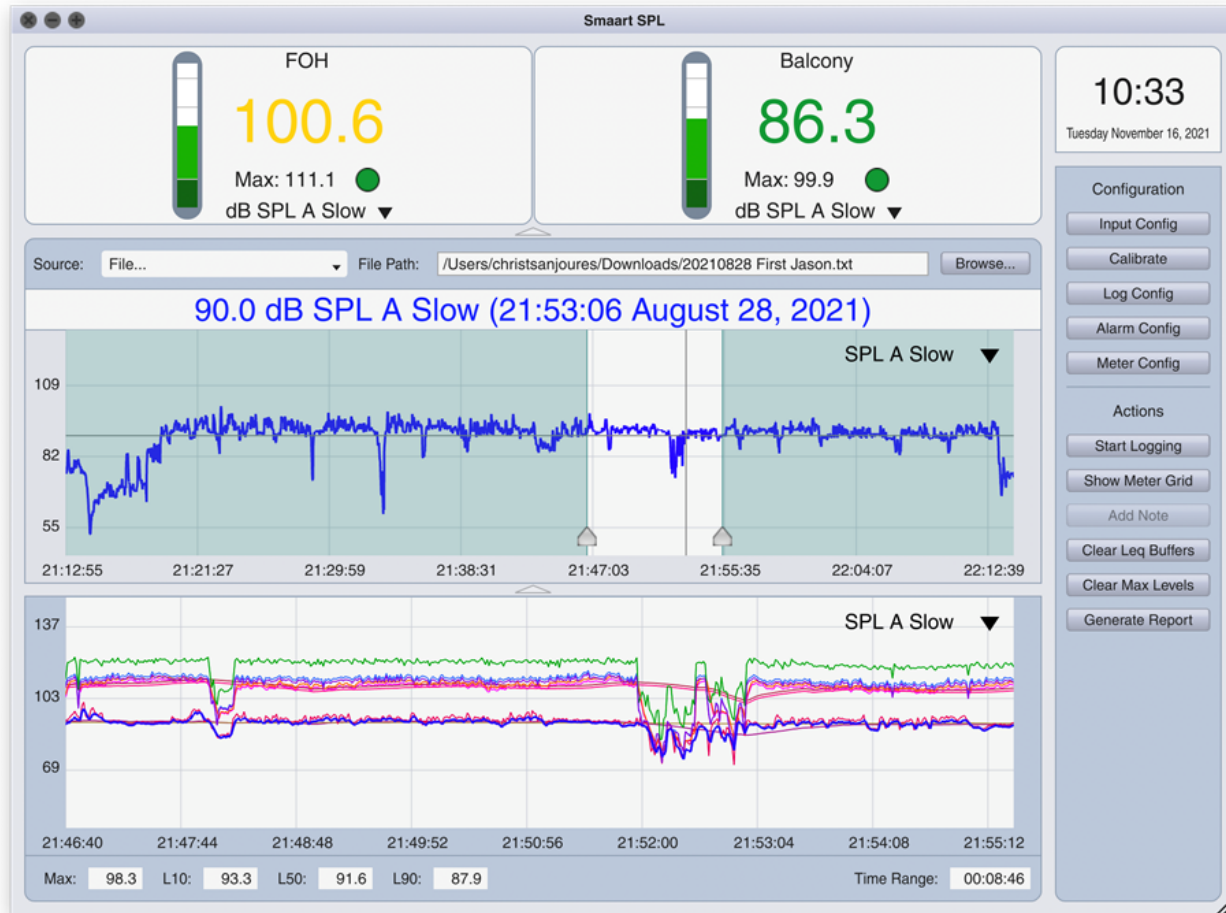 Smaart SPL
FOH
100.6
Max: 111.1
dB SPL A Slow
Balcony
86.3
Max: 99.9
dB SPL A Slow
10:33
Tuesday November 16, 2021
Source: File... File Path: /Users/christsanjoures/Downloads/20210828 First Jason.txt Browse...
90.0 dB SPL A Slow (21:53:06 August 28, 2021)
SPL A Slow
109
82
55
21:12:55 21:21:27 21:29:59 21:38:31 21:47:03 21:55:35 22:04:07 22:12:39
SPL A Slow
137
103
69
21:46:40 21:47:44 21:48:48 21:49:52 21:50:56 21:52:00 21:53:04 21:54:08 21:55:12
Max: 98.3 L10: 93.3 L50: 91.6 L90: 87.9 Time Range: 00:08:46
Configuration
Input Config
Calibrate
Log Config
Alarm Config
Meter Config
Actions
Start Logging
Show Meter Grid
Add Note
Clear Leq Buffers
Clear Max Levels
Generate Report